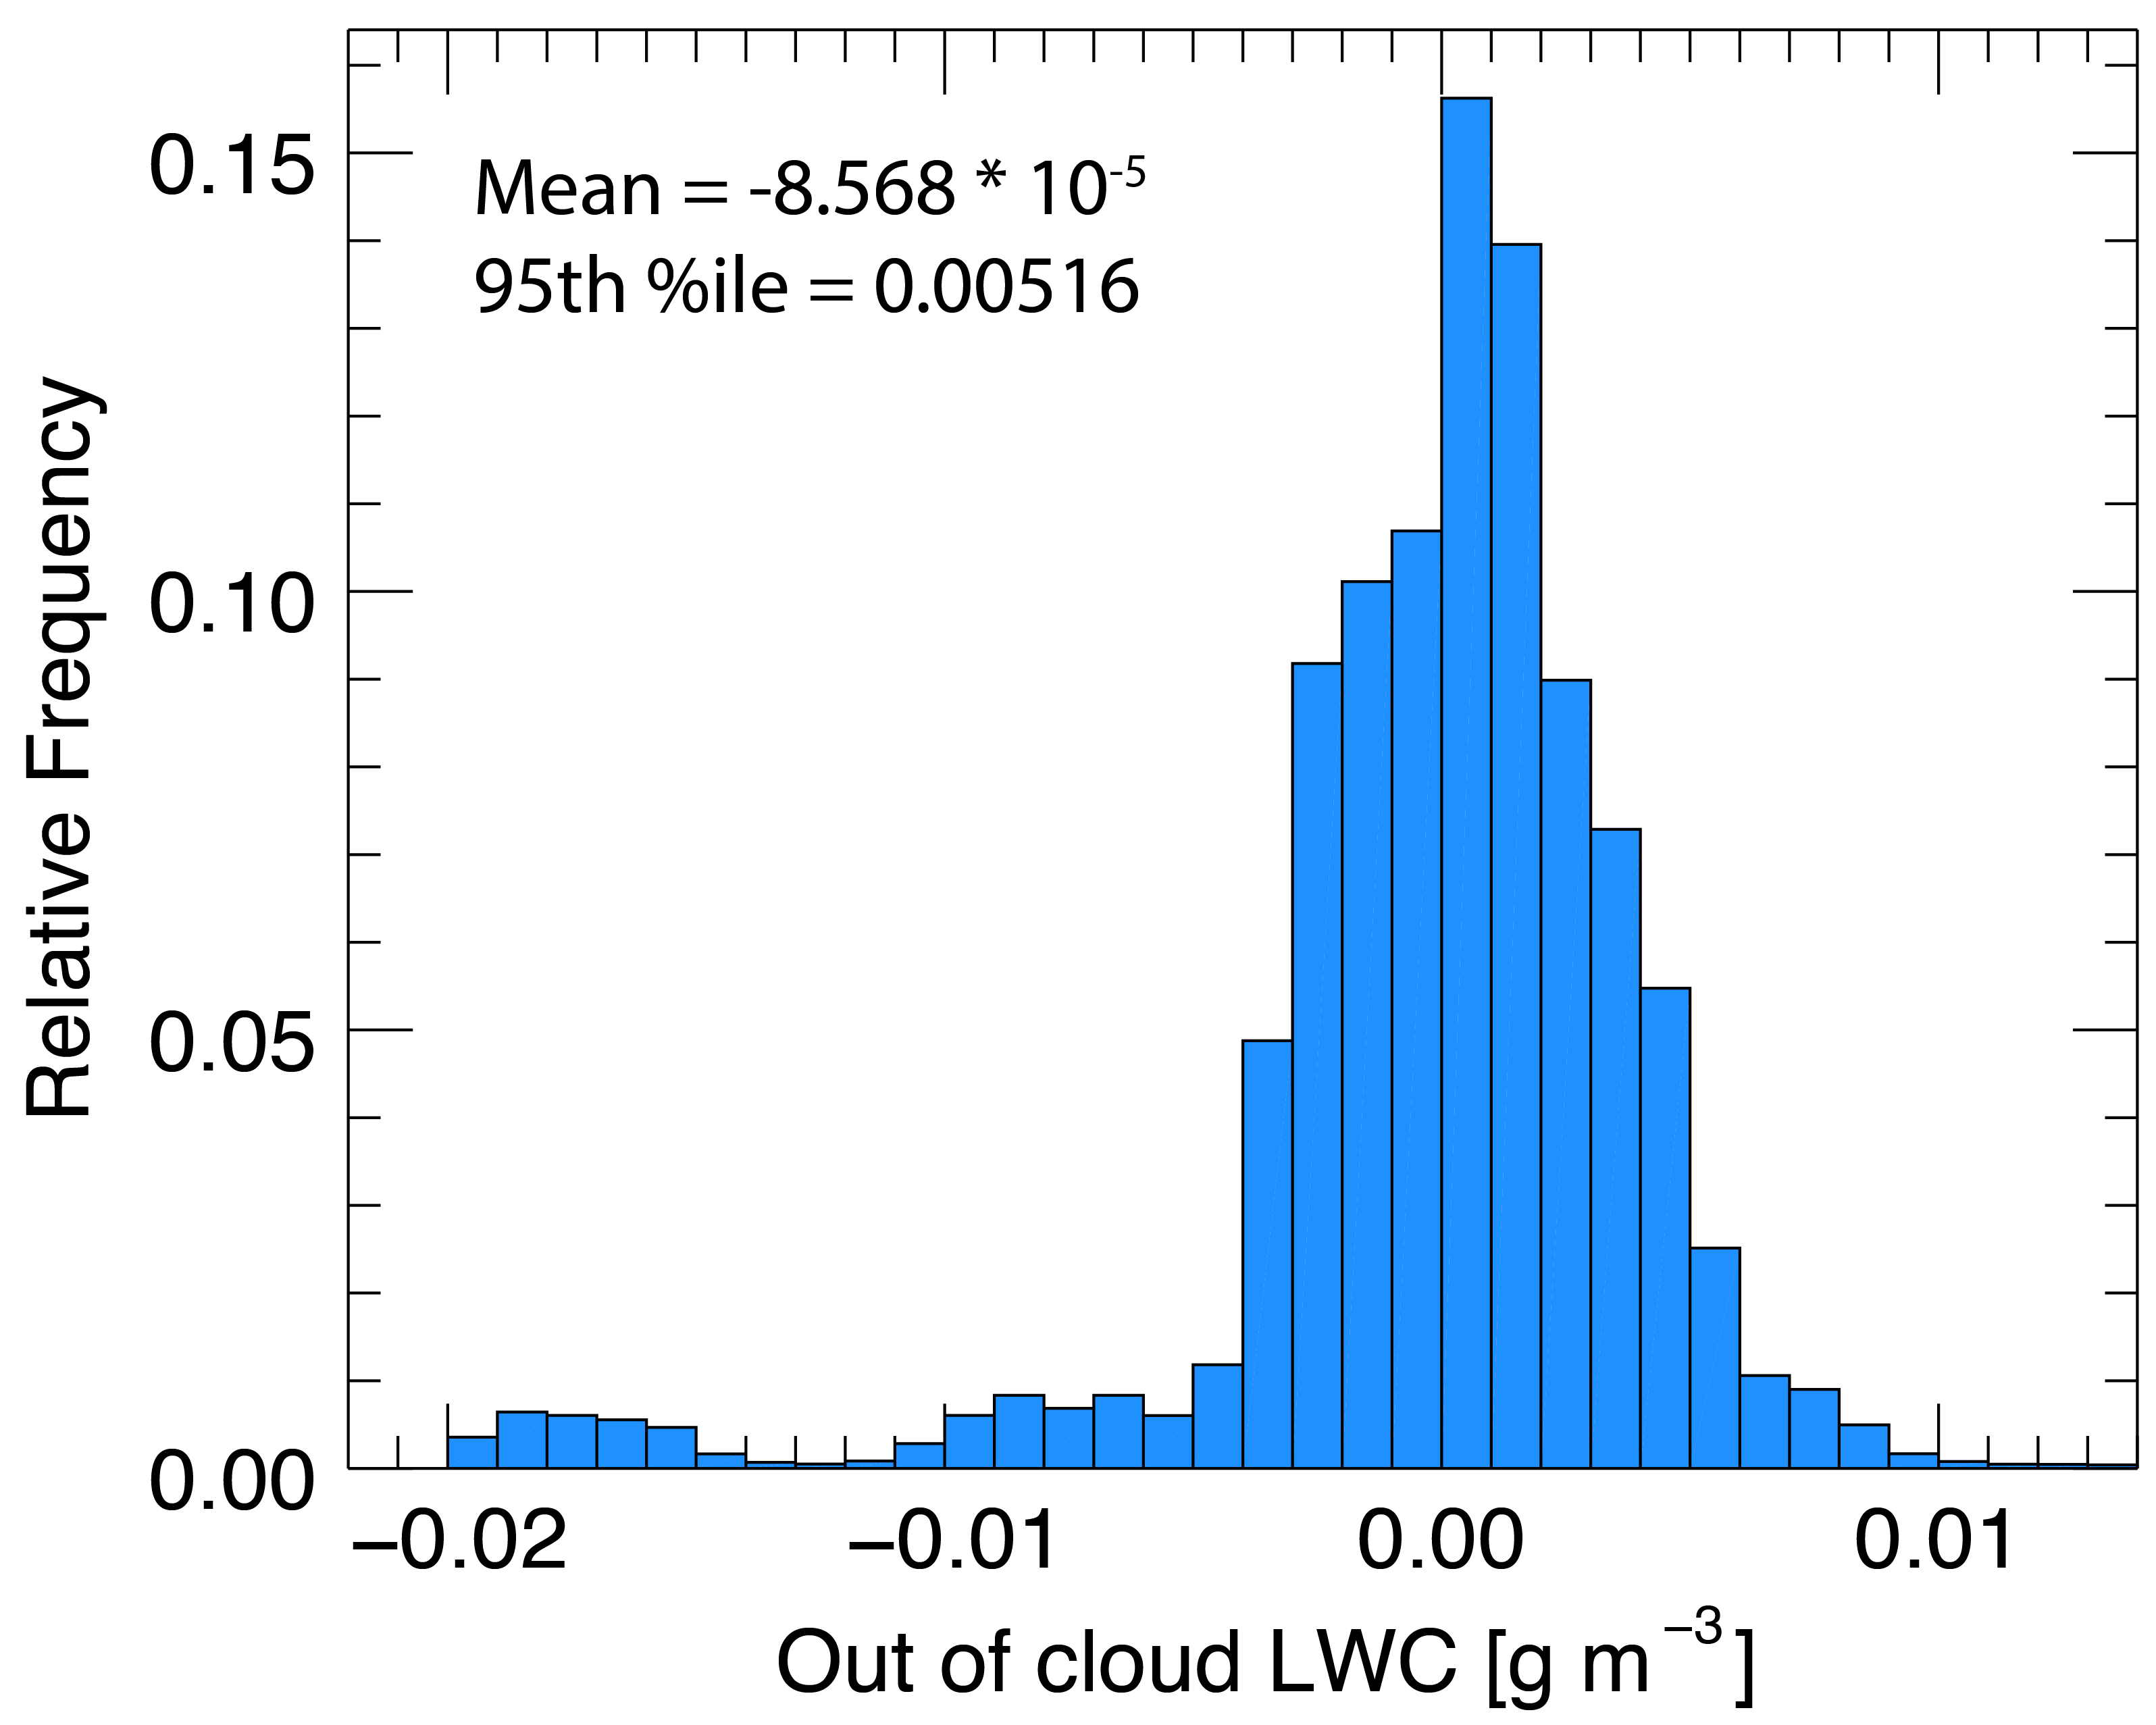 Mean = -8.568 * 10-5
95th %ile = 0.00516
Relative Frequency
0.15
0.10
0.05
0.00
−0.02 −0.01 0.00 0.01
Out of cloud LWC [g m−3]